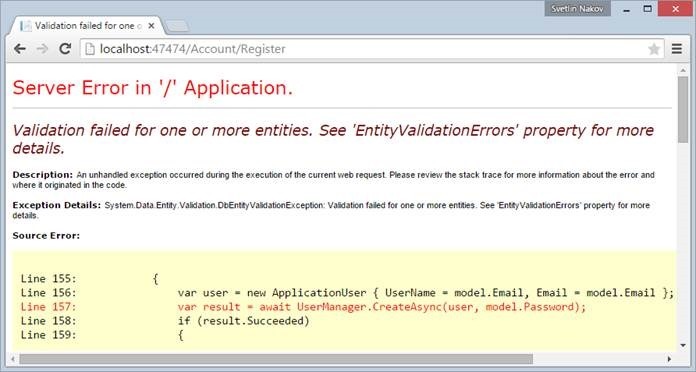 Svetlin Nakov
Validation failed for one o
localhost:47474/Account/Register
Server Error in '/' Application.
Validation failed for one or more entities. See 'EntityValidationErrors' property for more
details.
Description: An unhandled exception occurred during the execution of the current web request. Please review the stack trace for more information about the error and
where it originated in the code.
Exception Details: System.Data.Entity.Validation.DbEntityValidationException: Validation failed for one or more entities. See 'EntityValidationErrors' property for more
details.
Source Error:
Line 155:            {
Line 156:                var user = new ApplicationUser { UserName = model.Email, Email = model.Email };
Line 157:                var result = await UserManager.CreateAsync(user, model.Password);
Line 158:                if (result.Succeeded)
Line 159:                {